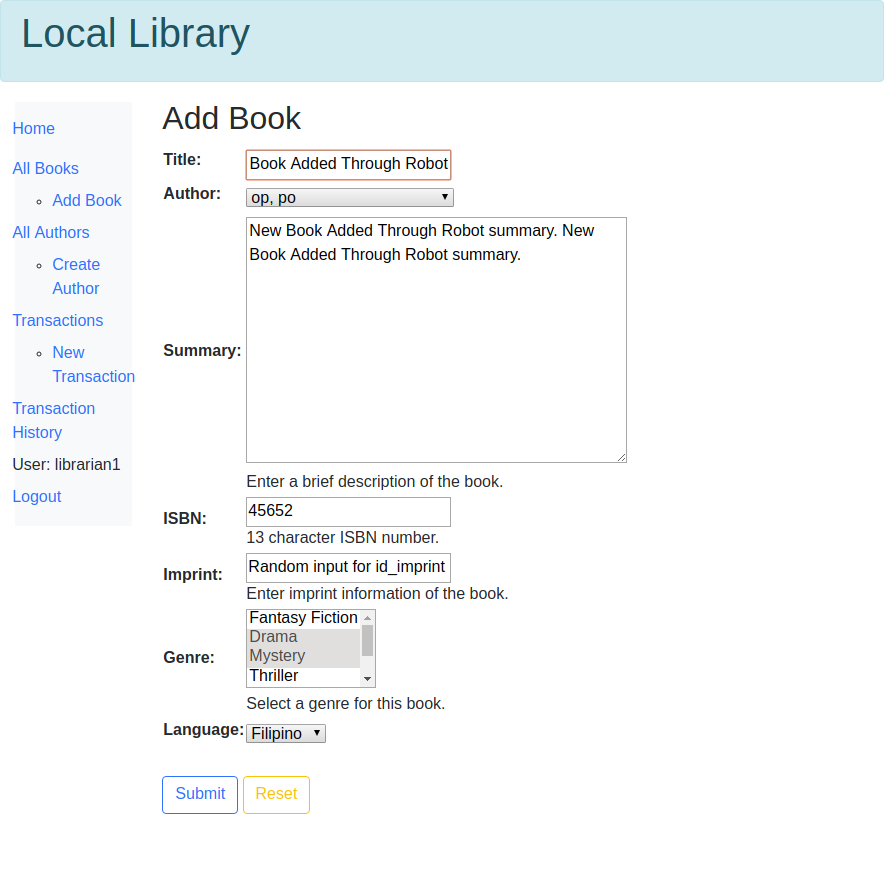 Local Library
Home
All Books
Add Book
All Authors
Create
Author
Transactions
New
Transaction
Transaction
History
User: librarian1
Logout
Add Book
Title: Book Added Through Robot
Author: op, po
Summary: New Book Added Through Robot summary. New
Book Added Through Robot summary.
Enter a brief description of the book.
ISBN: 45652
13 character ISBN number.
Imprint: Random input for id_imprint
Enter imprint information of the book.
Genre: Fantasy Fiction
Drama
Mystery
Thriller
Select a genre for this book.
Language: Filipino
Submit Reset